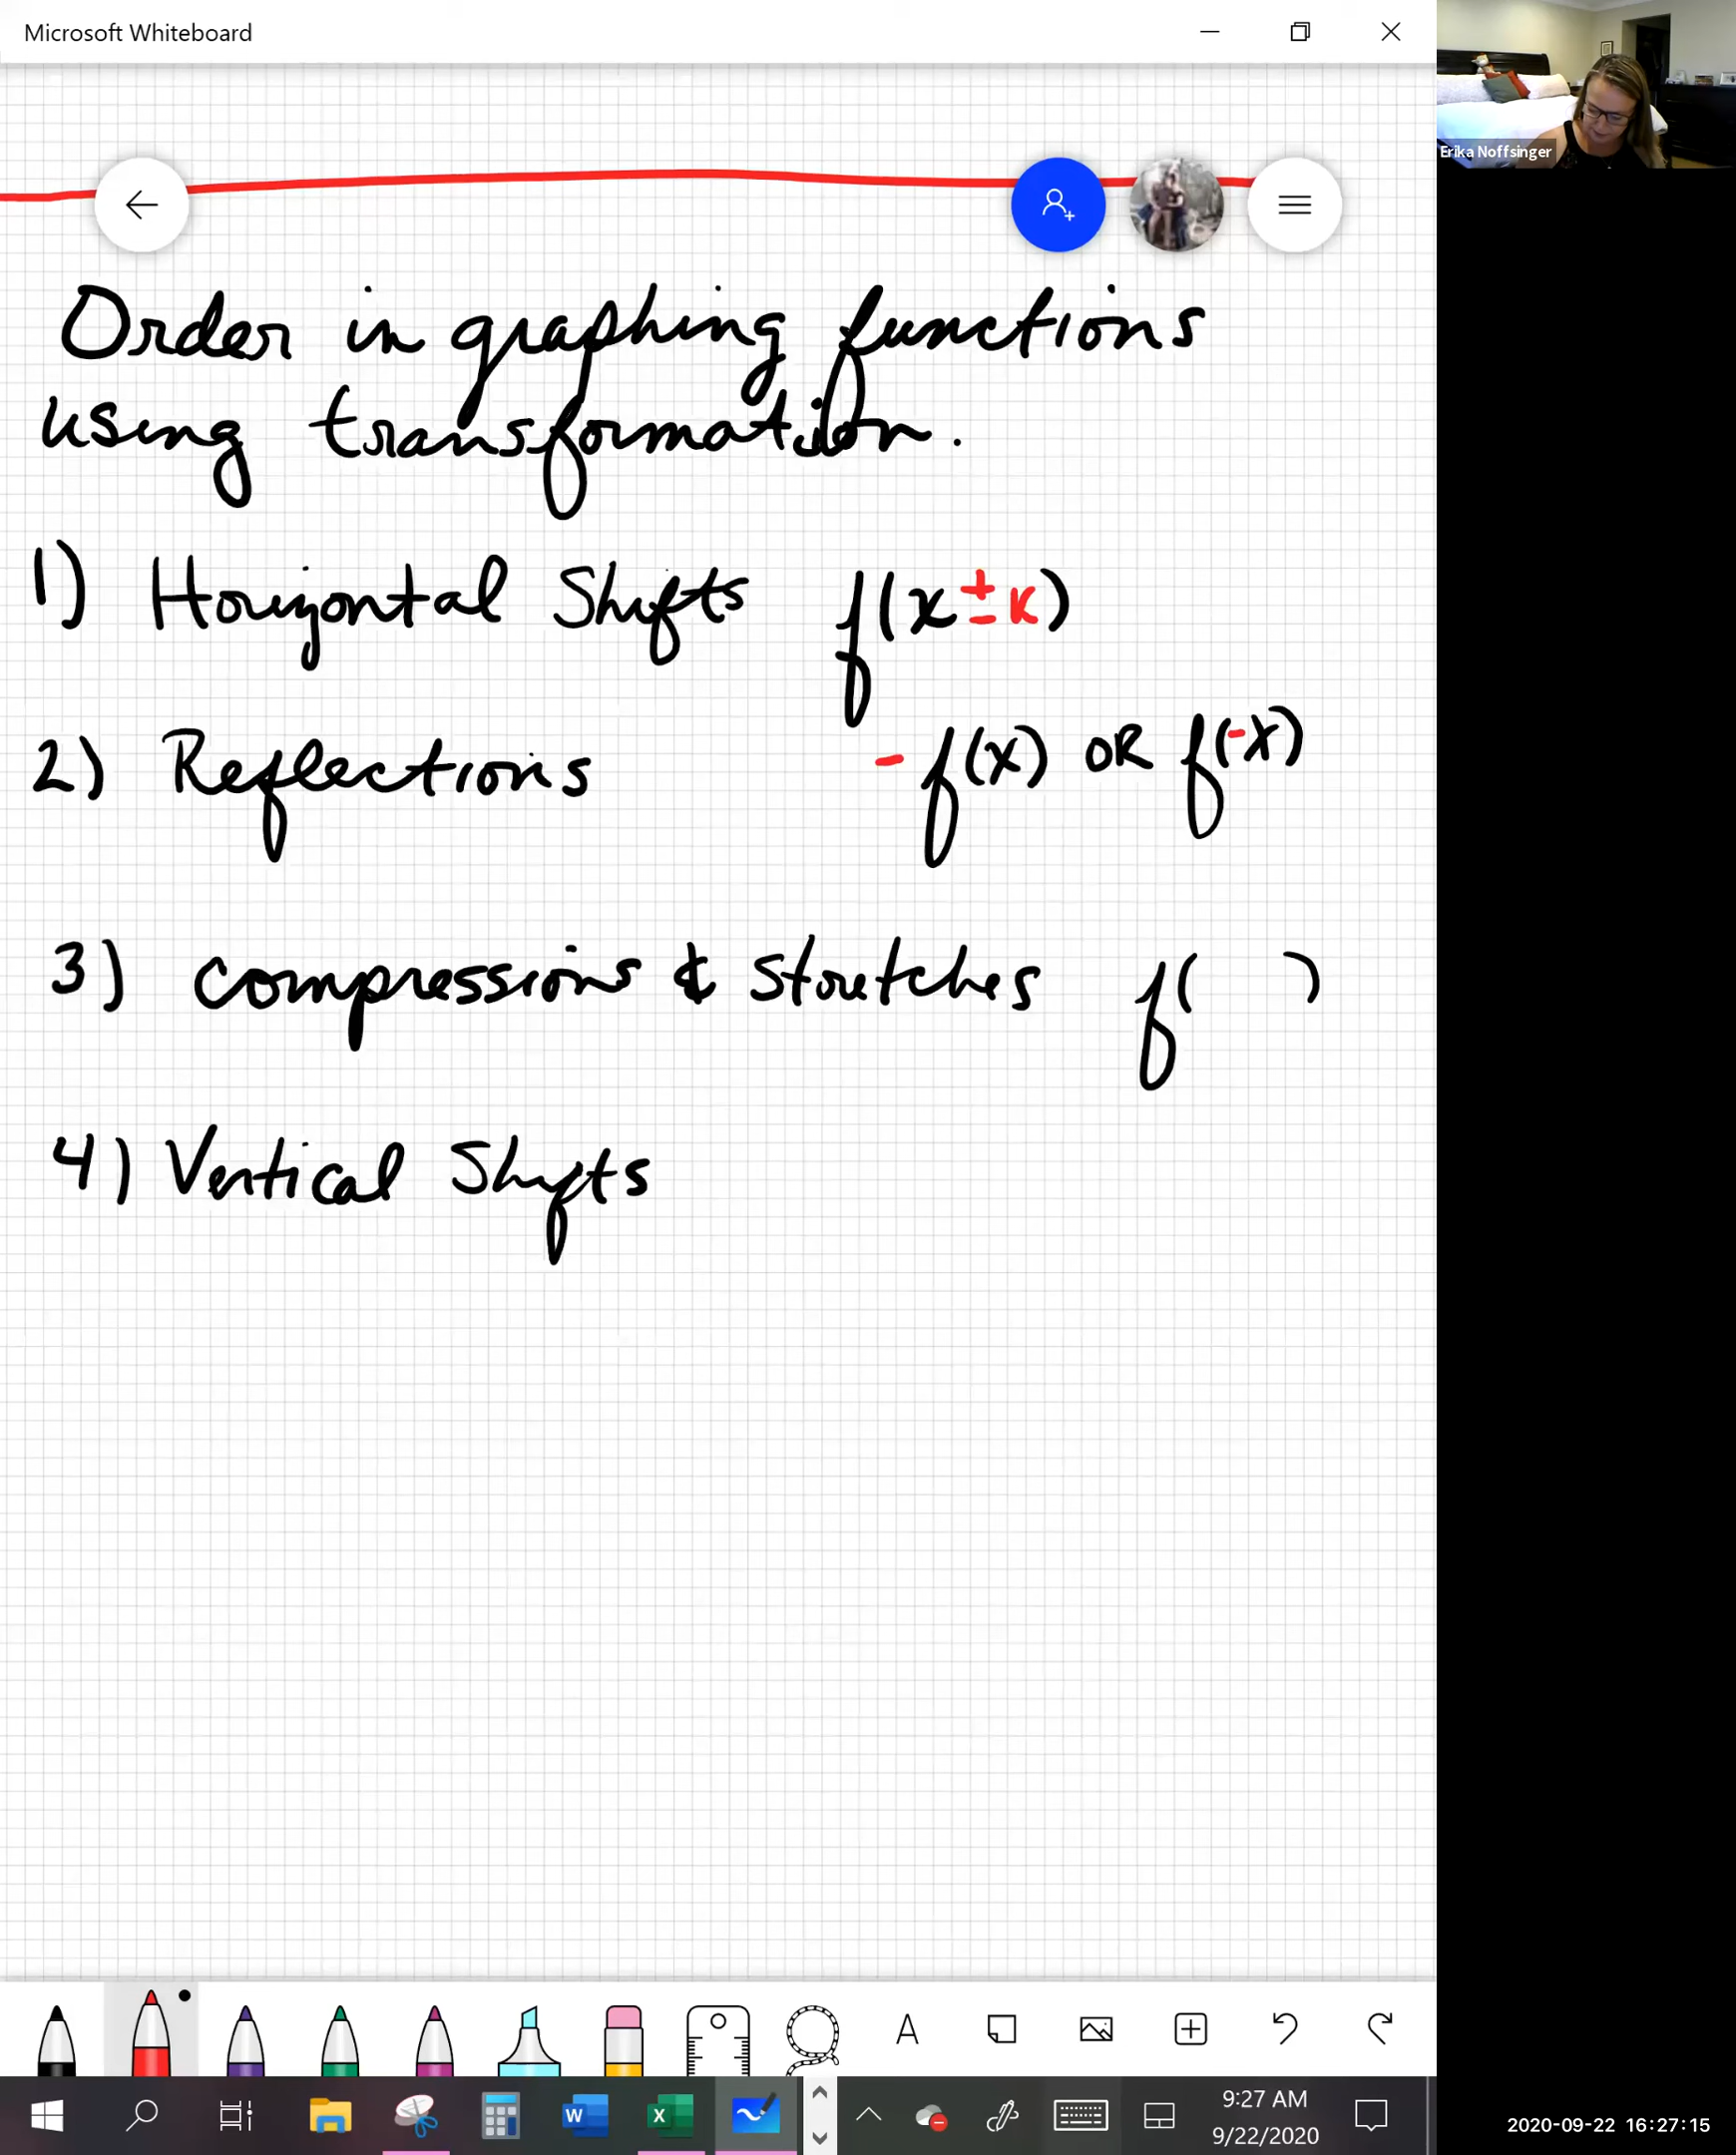 Microsoft Whiteboard
Erika Noffsinger
Order in graphing functions
using transformation.
1) Horizontal Shifts f(x ± k)
2) Reflections -f(x) OR f(-x)
3) Compressions & Stretches f( )
4) Vertical Shifts
A
W
X
9:27 AM
9/22/2020
2020-09-22 16:27:15